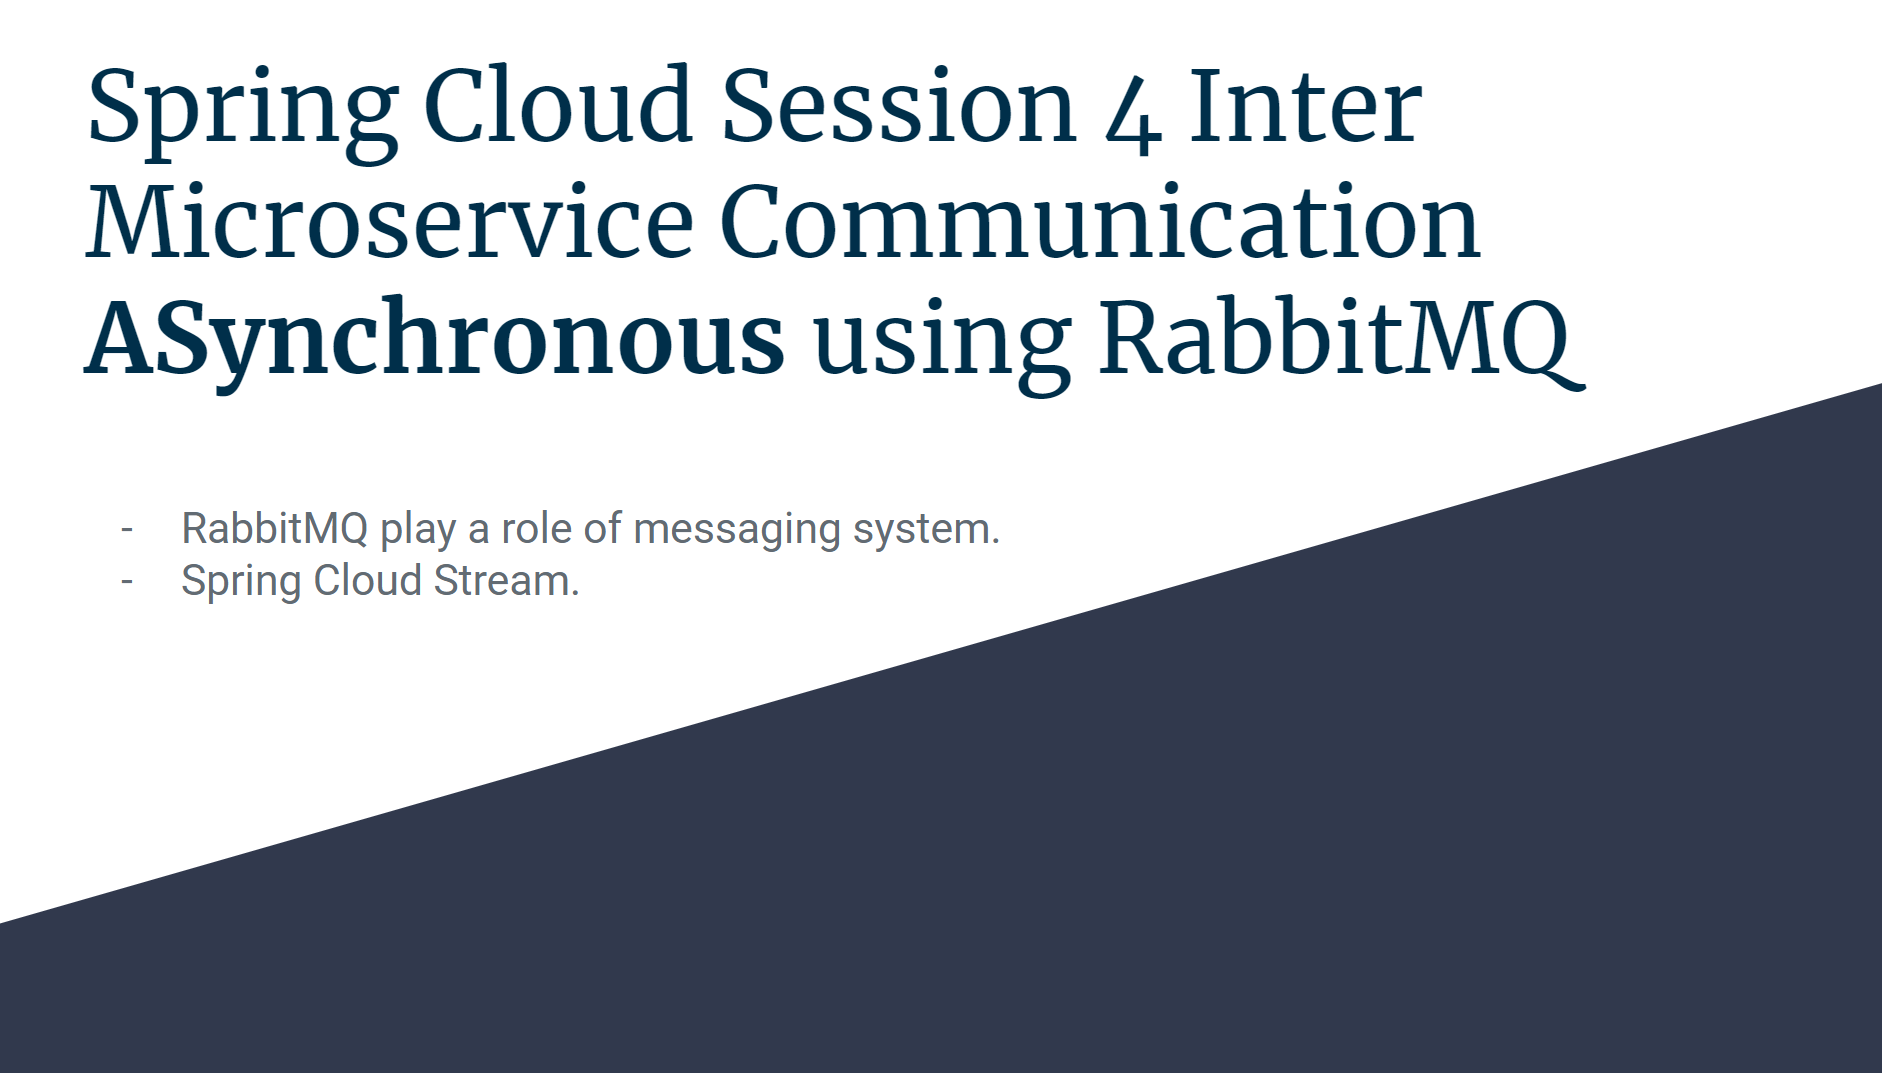 Spring Cloud Session 4 Inter
Microservice Communication
ASynchronous using RabbitMQ
- RabbitMQ play a role of messaging system.
- Spring Cloud Stream.